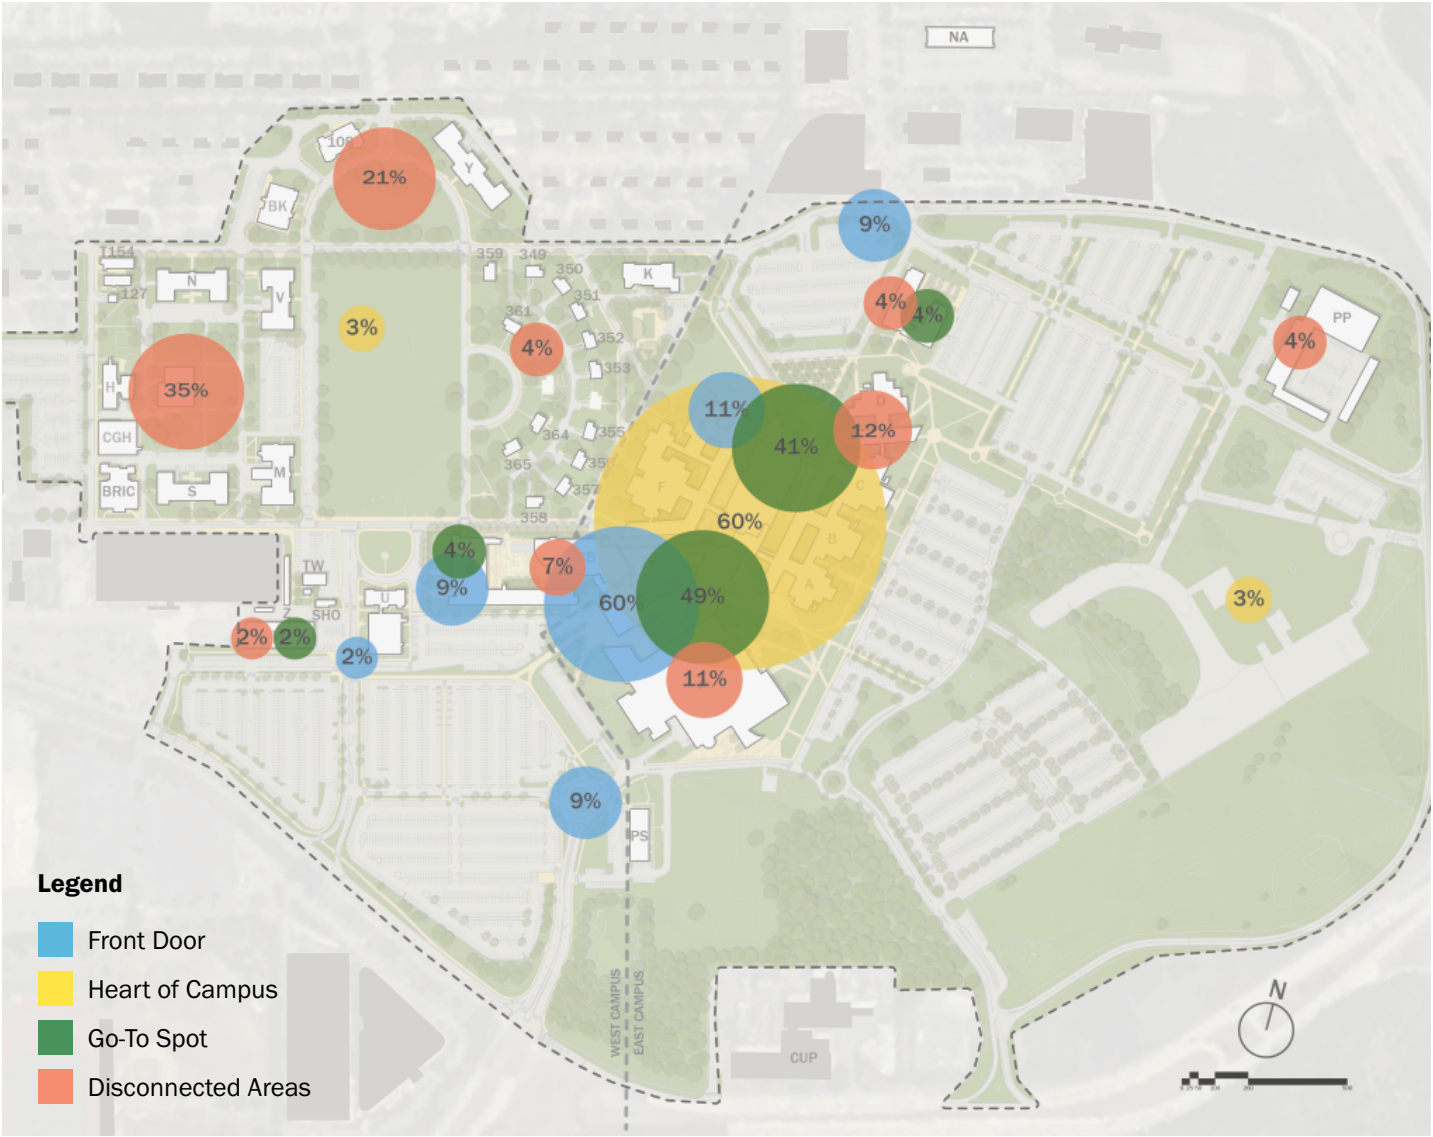 NA
108
Y
21%
BK
9%
T154
127
N
V
359
349
350
351
K
361
352
353
3%
4%
4%
4%
PP
4%
H
35%
CGH
BRIC
S
M
364
365
355
357
358
11%
41%
D
12%
F
C
60%
B
A
4%
9%
7%
60%
49%
TW
Z
SHO
U
2%
2%
2%
3%
11%
9%
PS
WEST CAMPUS
EAST CAMPUS
CUP
N
Legend
Front Door
Heart of Campus
Go-To Spot
Disconnected Areas